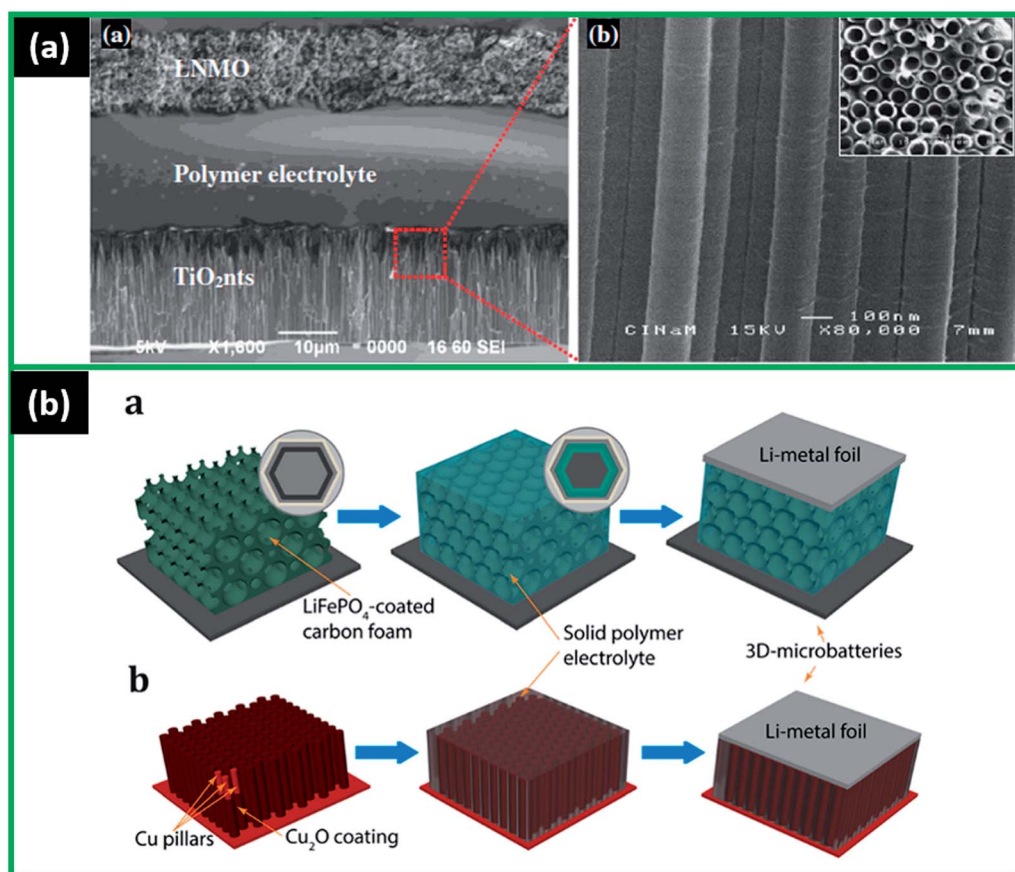 (a)
(a)
LNMO
Polymer electrolyte
TiO₂nts
5kV X1,600 10μm 0000 16 60 SEI
(b)
100nm
CINaM 15KV X80,000 7mm
(b)
a
Li-metal foil
LiFePO₄-coated
carbon foam
Solid polymer
electrolyte
3D-microbatteries
b
Li-metal foil
Cu pillars
Cu₂O coating